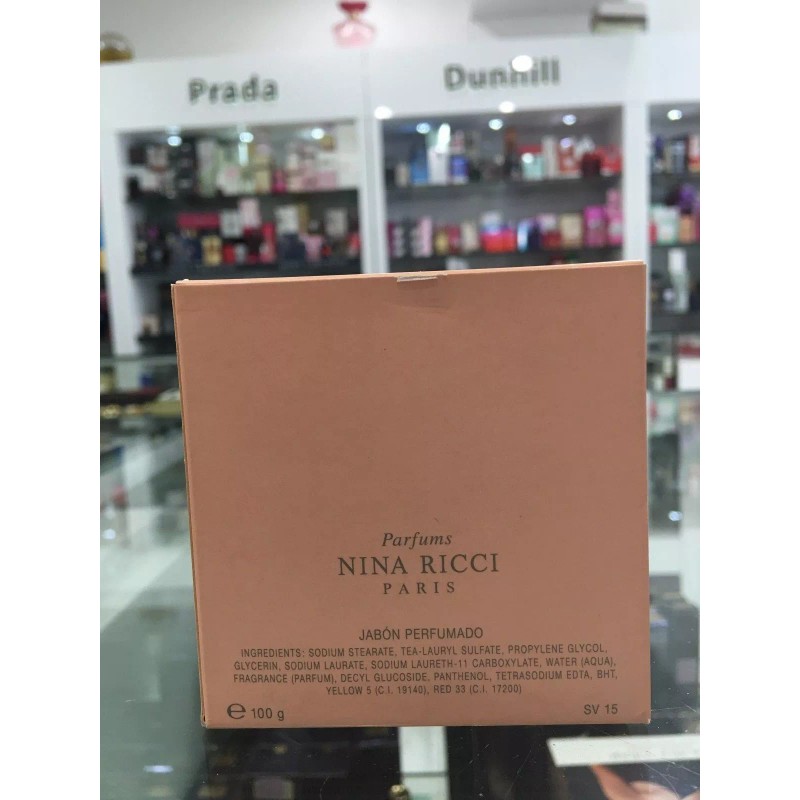 Prada
Dunhill
Parfums
NINA RICCI
PARIS
JABÓN PERFUMADO
INGREDIENTS: SODIUM STEARATE, TEA-LAURYL SULFATE, PROPYLENE GLYCOL,
GLYCERIN, SODIUM LAURATE, SODIUM LAURETH-11 CARBOXYLATE, WATER (AQUA),
FRAGRANCE (PARFUM), DECYL GLUCOSIDE, PANTHENOL, TETRASODIUM EDTA, BHT,
YELLOW 5 (C.I. 19140), RED 33 (C.I. 17200)
℮ 100 g
SV 15